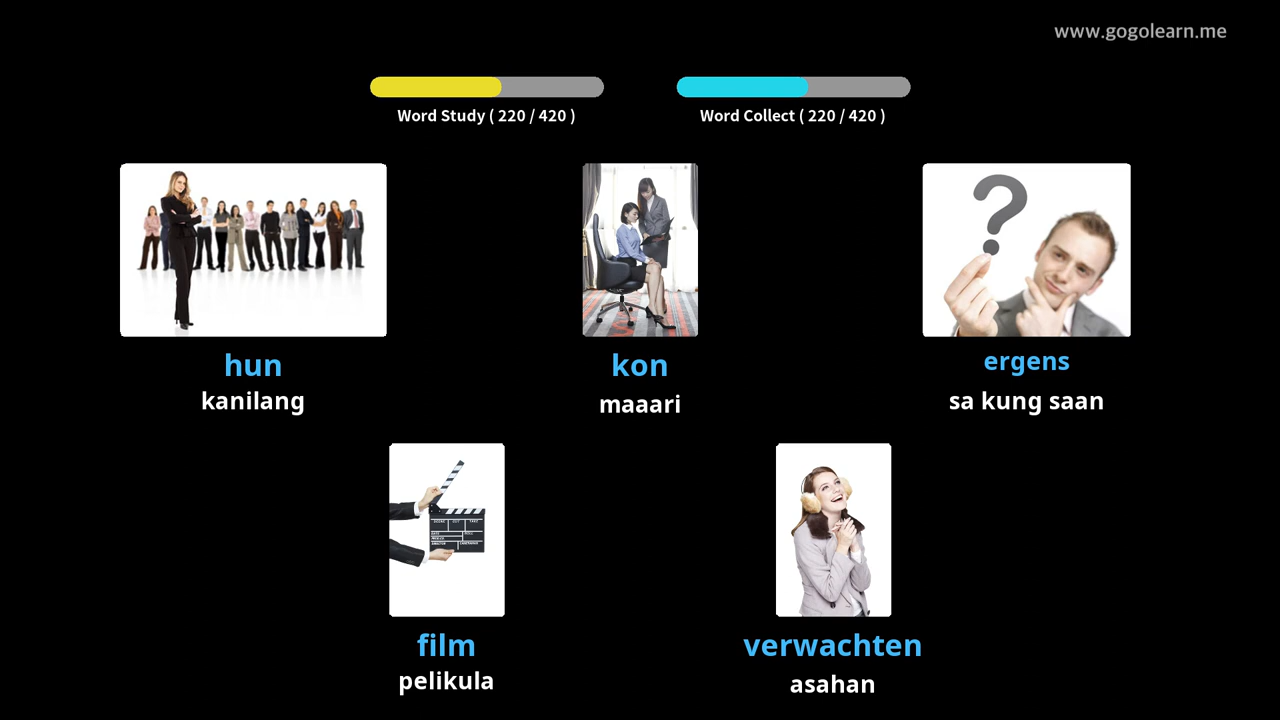 www.gogolearn.me
Word Study ( 220 / 420 )
Word Collect ( 220 / 420 )
hun
kanilang
kon
maaari
ergens
sa kung saan
film
pelikula
verwachten
asahan